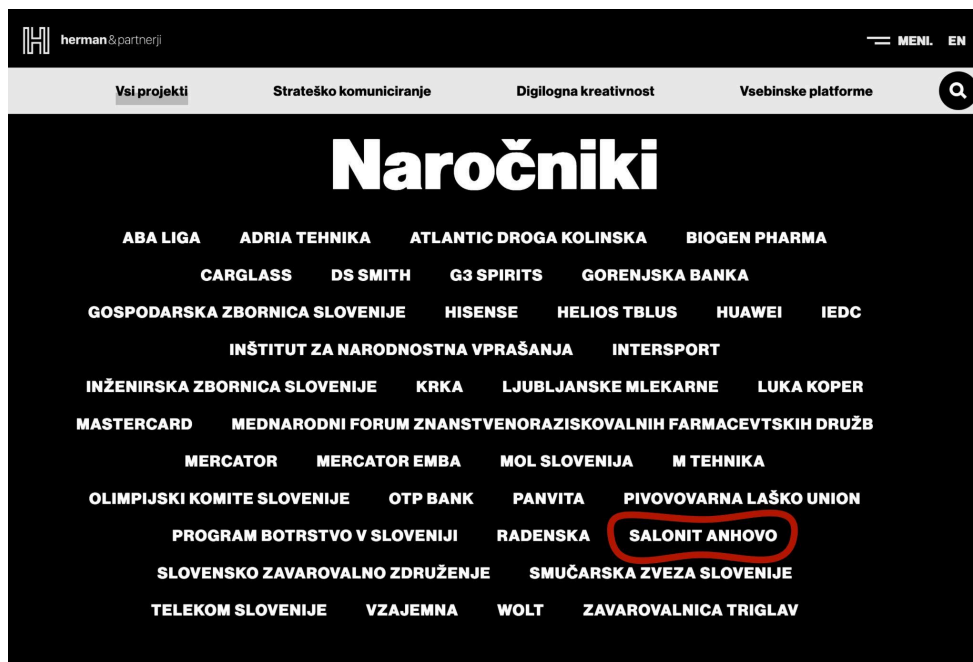 herman&partnerji
MENI. EN
Vsi projekti Strateško komuniciranje Digilogna kreativnost Vsebinske platforme
Naročniki
ABA LIGA ADRIA TEHNIKA ATLANTIC DROGA KOLINSKA BIOGEN PHARMA
CARGLASS DS SMITH G3 SPIRITS GORENJSKA BANKA
GOSPODARSKA ZBORNICA SLOVENIJE HISENSE HELIOS TBLUS HUAWEI IEDC
INŠTITUT ZA NARODNOSTNA VPRAŠANJA INTERSPORT
INŽENIRSKA ZBORNICA SLOVENIJE KRKA LJUBLJANSKE MLEKARNE LUKA KOPER
MASTERCARD MEDNARODNI FORUM ZNANSTVENORAZISKOVALNIH FARMACEVTSKIH DRUŽB
MERCATOR MERCATOR EMBA MOL SLOVENIJA M TEHNIKA
OLIMPIJSKI KOMITE SLOVENIJE OTP BANK PANVITA PIVOVOVARNA LAŠKO UNION
PROGRAM BOTRSTVO V SLOVENIJI RADENSKA SALONIT ANHOVO
SLOVENSKO ZAVAROVALNO ZDRUŽENJE SMUČARSKA ZVEZA SLOVENIJE
TELEKOM SLOVENIJE VZAJEMNA WOLT ZAVAROVALNICA TRIGLAV